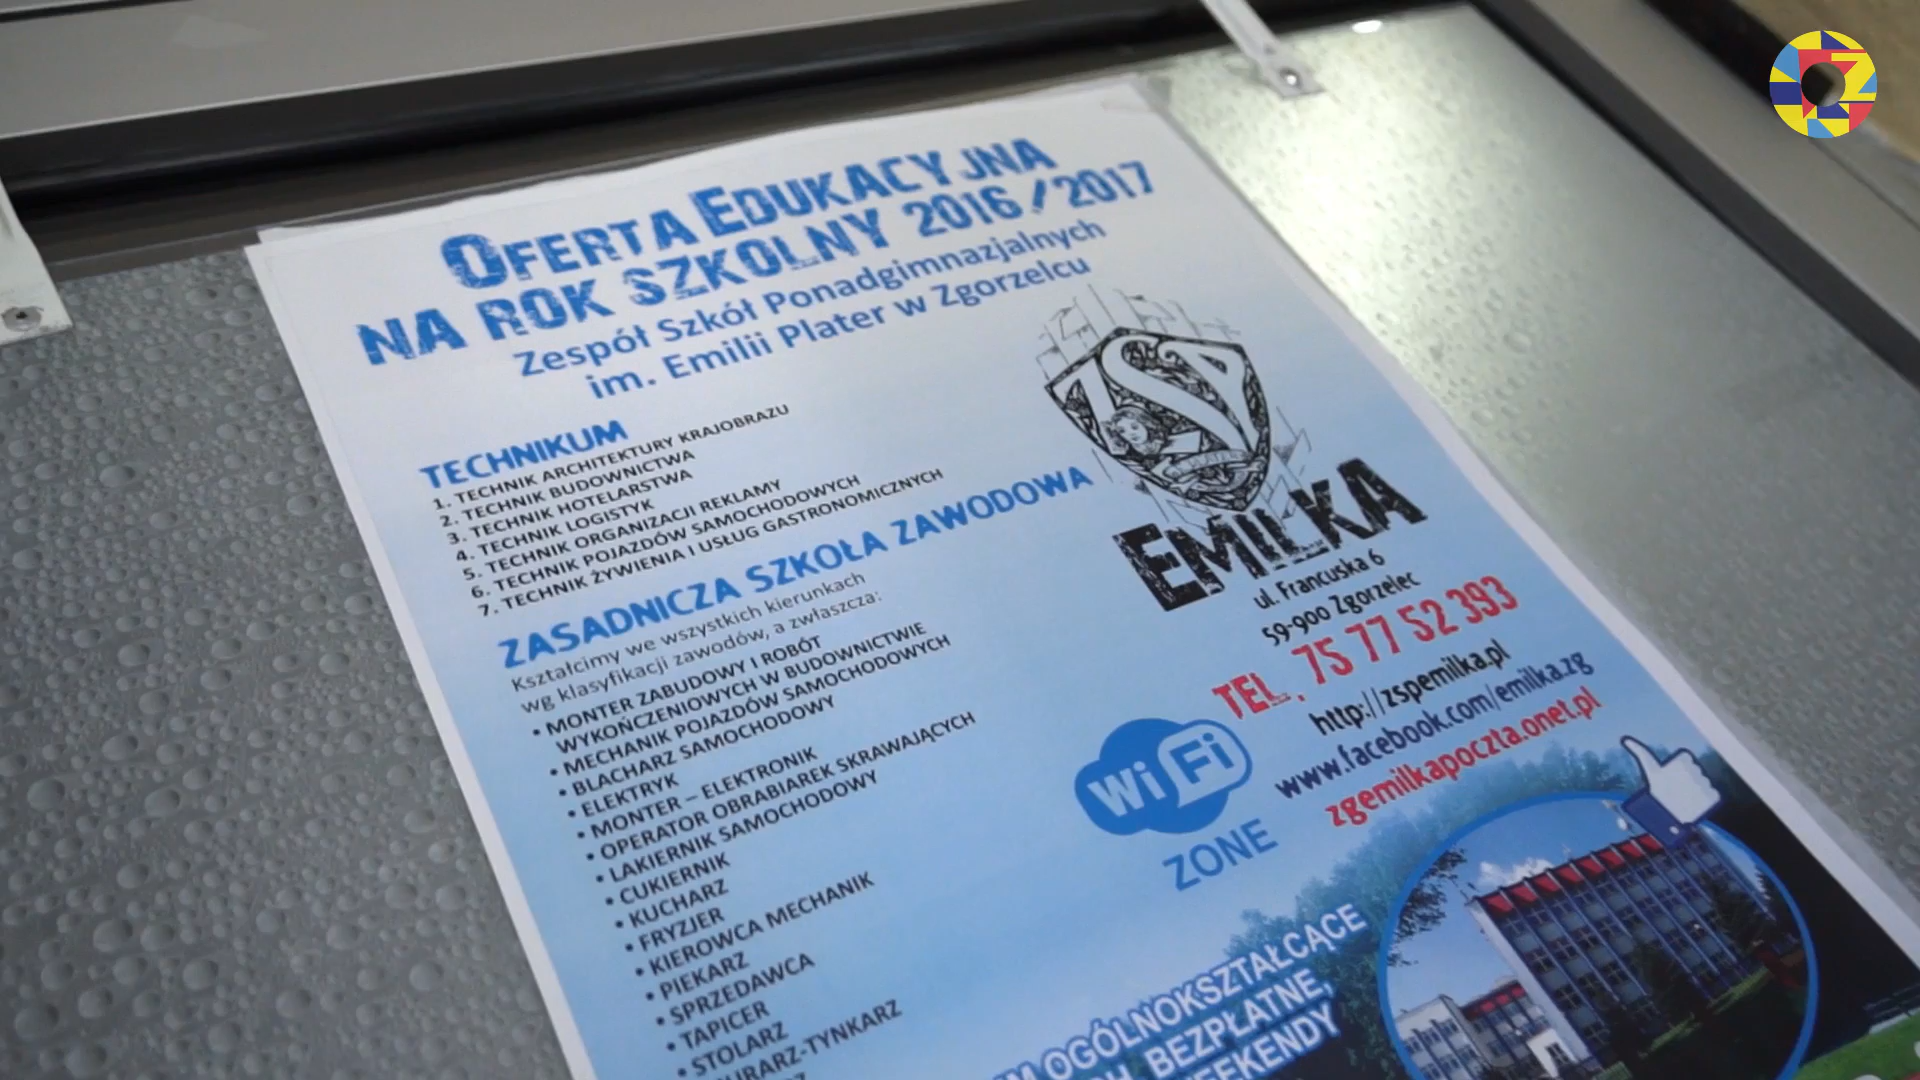 OFERTA EDUKACYJNA
NA ROK SZKOLNY 2016/2017
Zespół Szkół Ponadgimnazjalnych
im. Emilii Plater w Zgorzelcu
TECHNIKUM
1. TECHNIK ARCHITEKTURY KRAJOBRAZU
2. TECHNIK BUDOWNICTWA
3. TECHNIK HOTELARSTWA
4. TECHNIK LOGISTYK
5. TECHNIK ORGANIZACJI REKLAMY
6. TECHNIK POJAZDÓW SAMOCHODOWYCH
7. TECHNIK ŻYWIENIA I USŁUG GASTRONOMICZNYCH
ZASADNICZA SZKOŁA ZAWODOWA
Kształcimy we wszystkich kierunkach
wg klasyfikacji zawodów, a zwłaszcza:
• MONTER ZABUDOWY I ROBÓT
WYKOŃCZENIOWYCH W BUDOWNICTWIE
• MECHANIK POJAZDÓW SAMOCHODOWYCH
• BLACHARZ SAMOCHODOWY
• ELEKTRYK
• MONTER – ELEKTRONIK
• OPERATOR OBRABIAREK SKRAWAJĄCYCH
• LAKIERNIK SAMOCHODOWY
• CUKIERNIK
• KUCHARZ
• FRYZJER
• KIEROWCA MECHANIK
• PIEKARZ
• SPRZEDAWCA
• TAPICER
• STOLARZ
ZSP
EMILKA
ul. Francuska 6
59-900 Zgorzelec
TEL. 75 77 52 393
http://zspemilka.pl
www.facebook.com/emilka.zg
zgemilkapoczta.onet.pl
Wi Fi
ZONE
OGÓLNOKSZTAŁCĄCE
BEZPŁATNE,